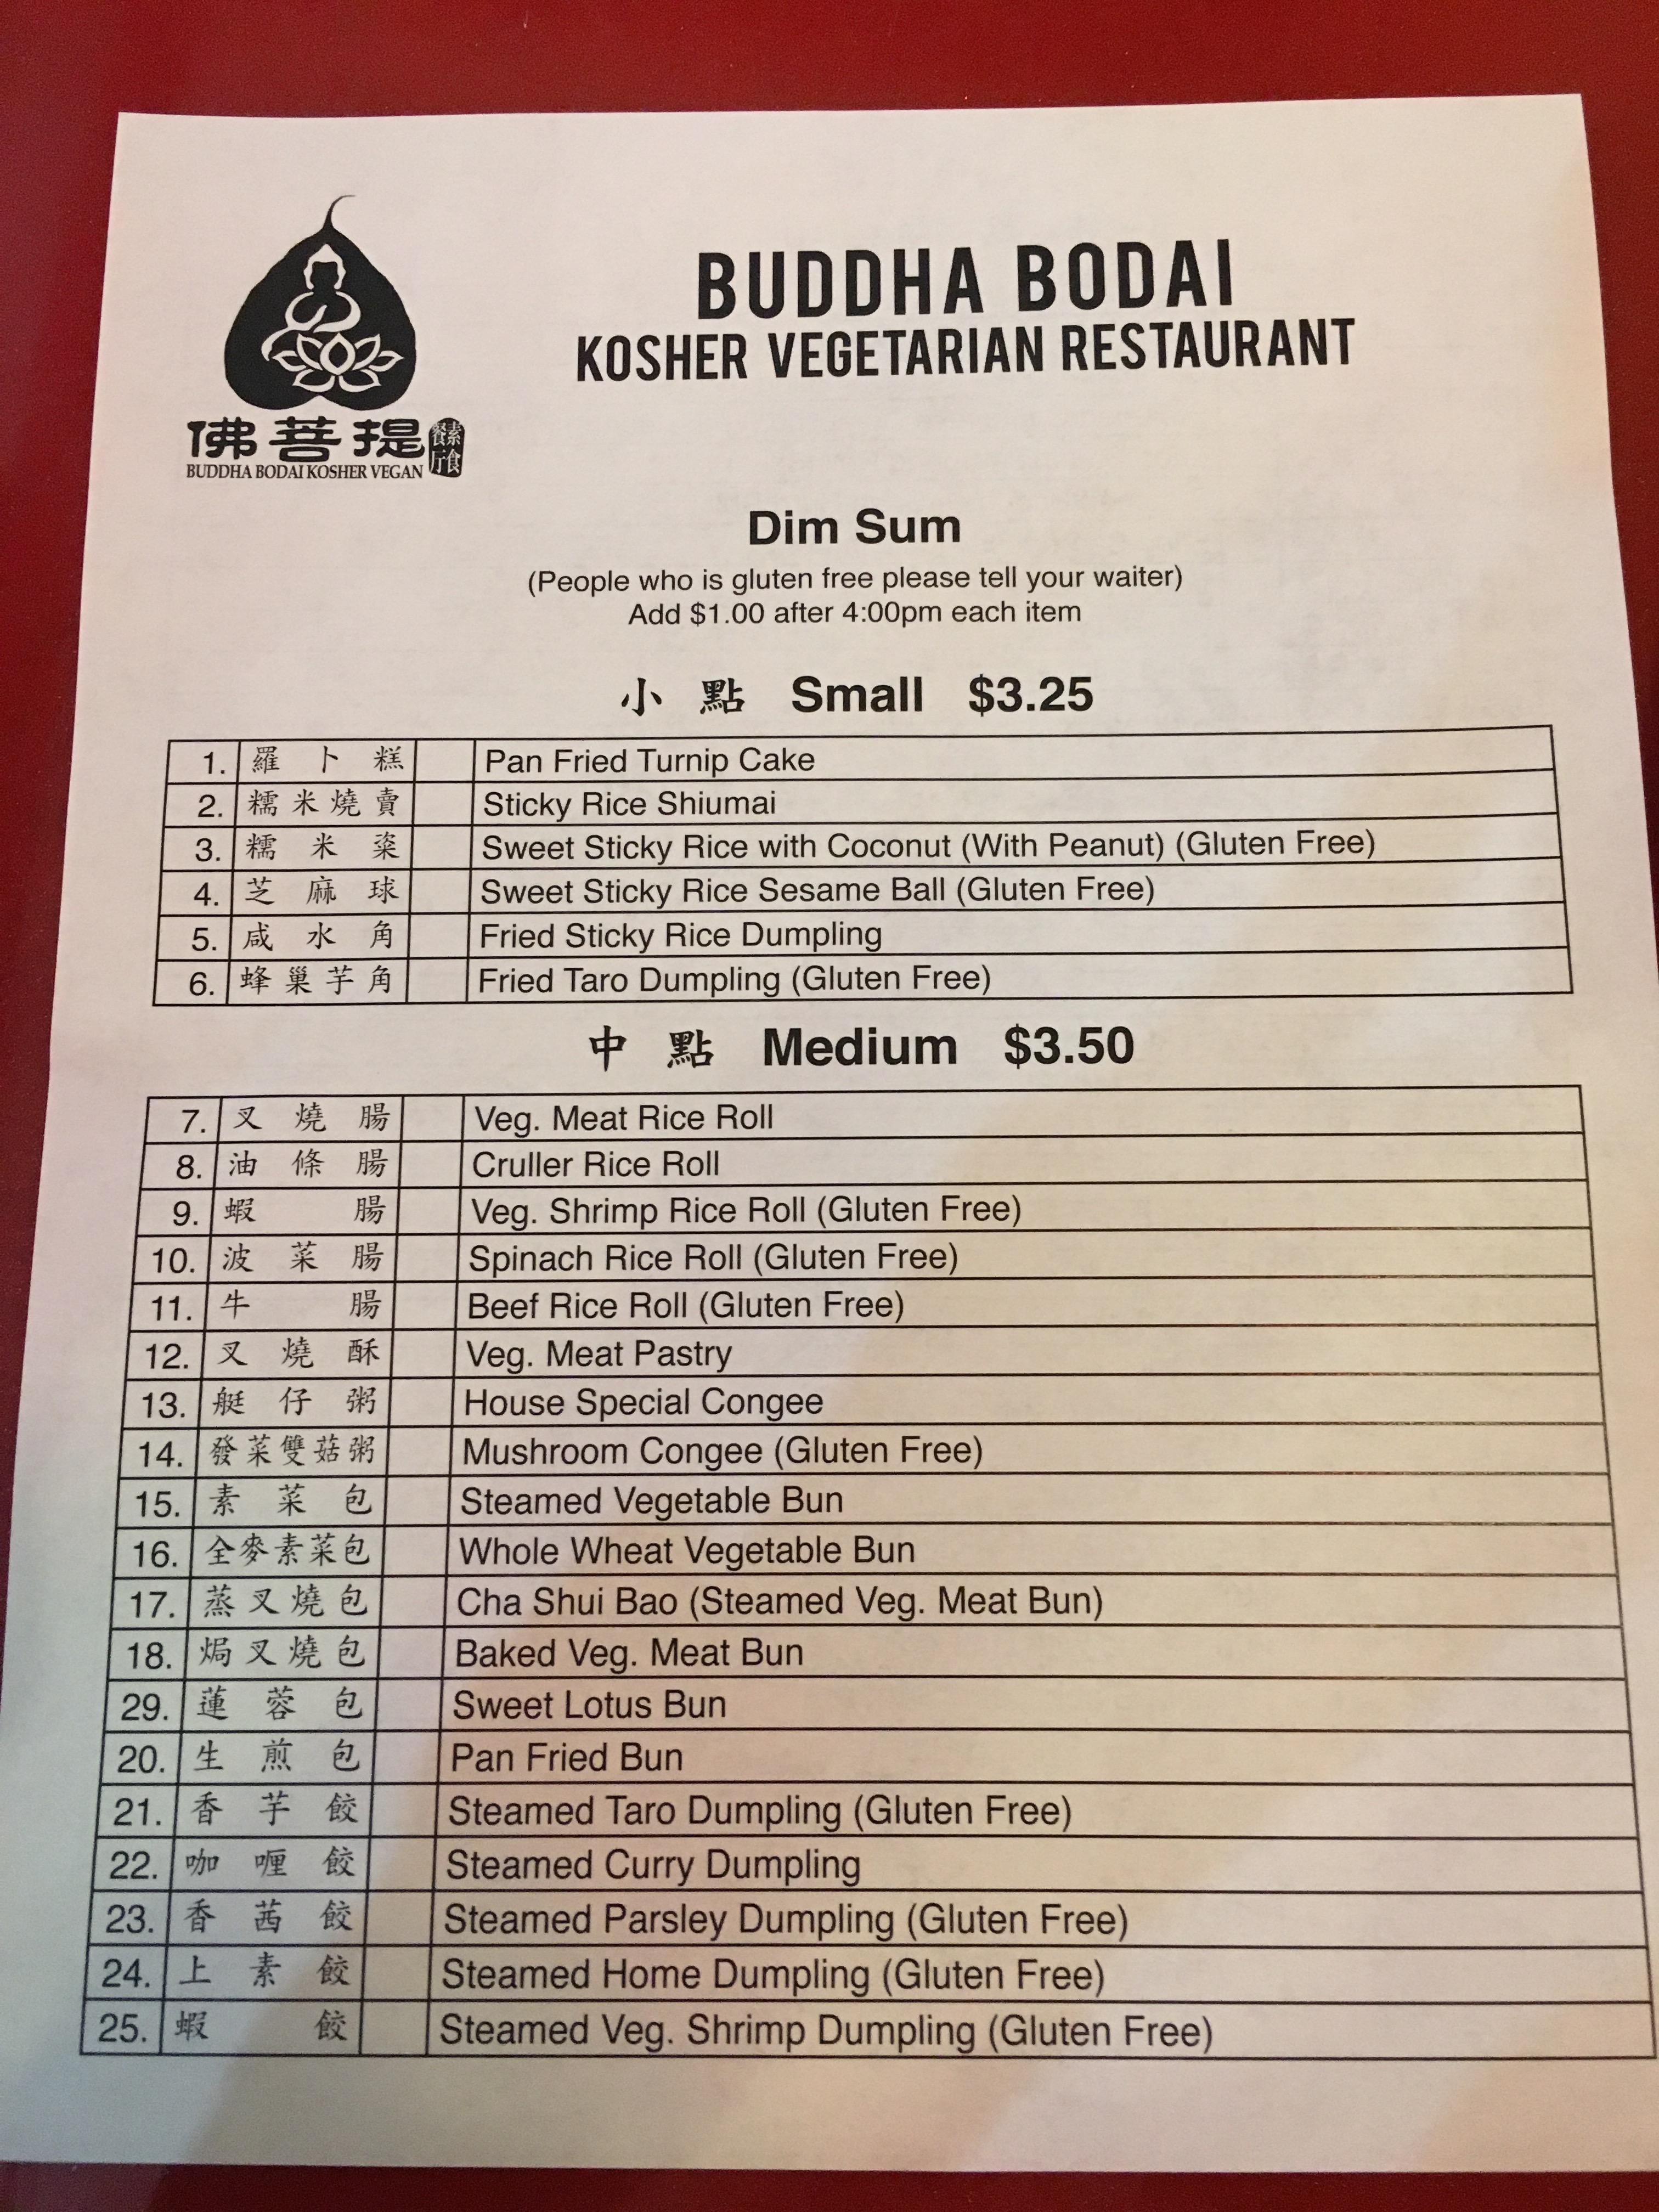 BUDDHA BODAI
KOSHER VEGETARIAN RESTAURANT
佛菩提 素食餐厅
BUDDHA BODAI KOSHER VEGAN
Dim Sum
(People who is gluten free please tell your waiter)
Add $1.00 after 4:00pm each item
小點 Small $3.25
1. 羅卜糕 Pan Fried Turnip Cake
2. 糯米燒賣 Sticky Rice Shiumai
3. 糯米粢 Sweet Sticky Rice with Coconut (With Peanut) (Gluten Free)
4. 芝麻球 Sweet Sticky Rice Sesame Ball (Gluten Free)
5. 咸水角 Fried Sticky Rice Dumpling
6. 蜂巢芋角 Fried Taro Dumpling (Gluten Free)
中點 Medium $3.50
7. 叉燒腸 Veg. Meat Rice Roll
8. 油條腸 Cruller Rice Roll
9. 蝦腸 Veg. Shrimp Rice Roll (Gluten Free)
10. 波菜腸 Spinach Rice Roll (Gluten Free)
11. 牛腸 Beef Rice Roll (Gluten Free)
12. 叉燒酥 Veg. Meat Pastry
13. 艇仔粥 House Special Congee
14. 發菜雙菇粥 Mushroom Congee (Gluten Free)
15. 素菜包 Steamed Vegetable Bun
16. 全麥素菜包 Whole Wheat Vegetable Bun
17. 蒸叉燒包 Cha Shui Bao (Steamed Veg. Meat Bun)
18. 焗叉燒包 Baked Veg. Meat Bun
29. 蓮蓉包 Sweet Lotus Bun
20. 生煎包 Pan Fried Bun
21. 香芋餃 Steamed Taro Dumpling (Gluten Free)
22. 咖喱餃 Steamed Curry Dumpling
23. 香茜餃 Steamed Parsley Dumpling (Gluten Free)
24. 上素餃 Steamed Home Dumpling (Gluten Free)
25. 蝦餃 Steamed Veg. Shrimp Dumpling (Gluten Free)